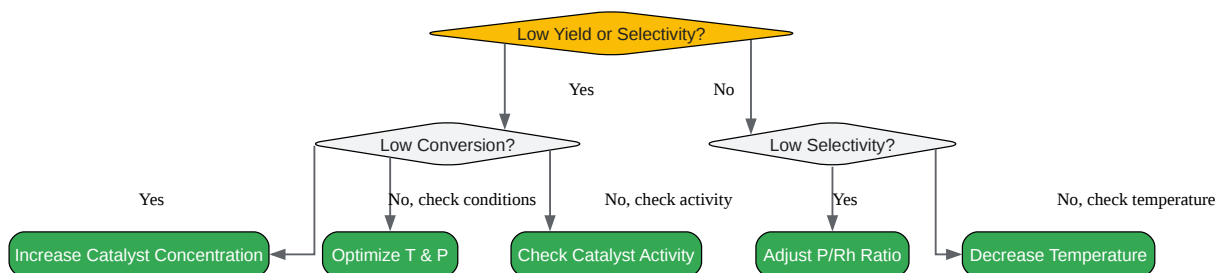 Low Yield or Selectivity?
Yes
No
Low Conversion?
Low Selectivity?
Yes
No, check conditions
No, check activity
Yes
No, check temperature
Increase Catalyst Concentration
Optimize T & P
Check Catalyst Activity
Adjust P/Rh Ratio
Decrease Temperature